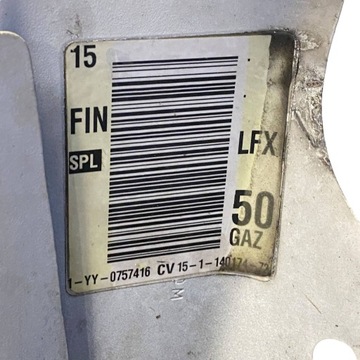 15
FIN
SPL
LFX
50
GAZ
1-YY-0757416 CV 15-1-140174